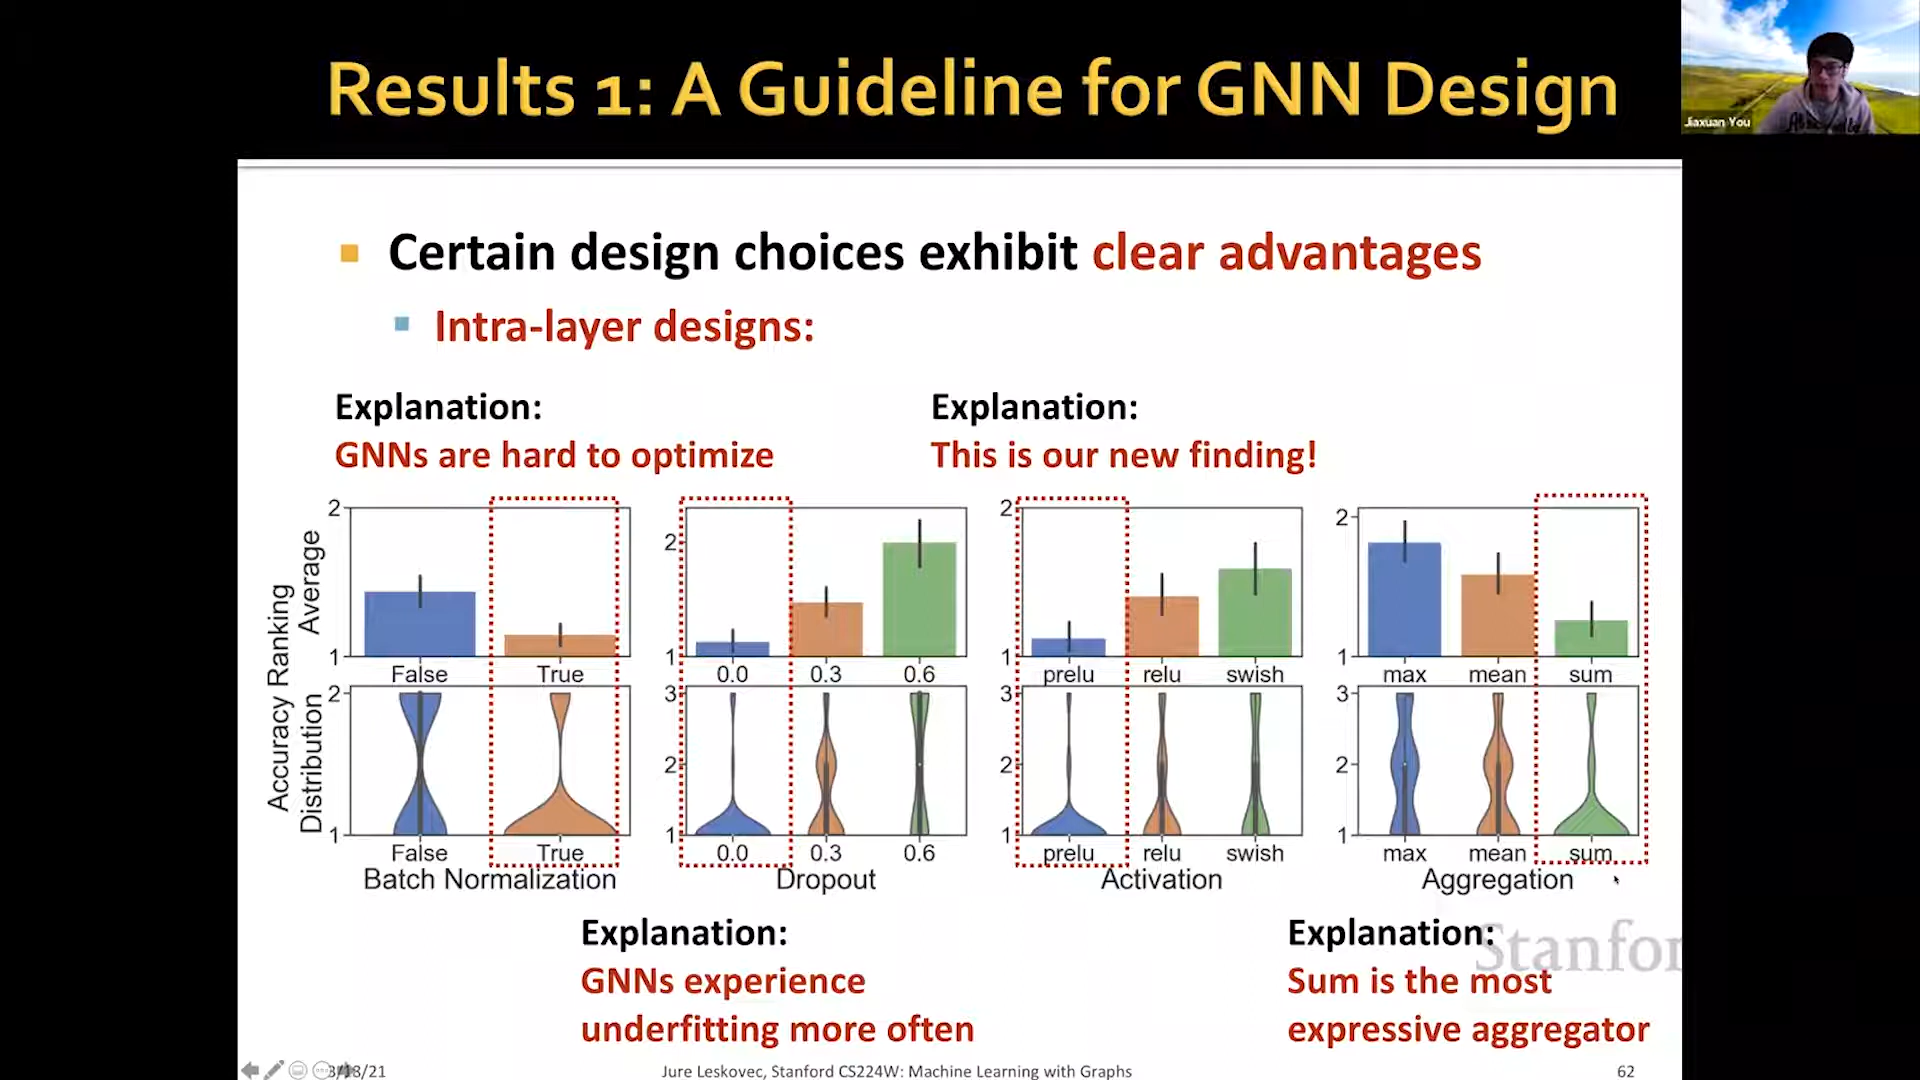 Results 1: A Guideline for GNN Design
Jiaxuan You
Certain design choices exhibit clear advantages
Intra-layer designs:
Explanation:
GNNs are hard to optimize
Explanation:
This is our new finding!
Accuracy Ranking
Average
Distribution
2
1
False
True
2
1
False
True
Batch Normalization
2
1
0.0
0.3
0.6
3
2
1
0.0
0.3
0.6
Dropout
2
1
prelu
relu
swish
3
2
1
prelu
relu
swish
Activation
2
1
max
mean
sum
3
2
1
max
mean
sum
Aggregation
Explanation:
GNNs experience
underfitting more often
Explanation:
Sum is the most
expressive aggregator
Stanfor
3/18/21
Jure Leskovec, Stanford CS224W: Machine Learning with Graphs
62